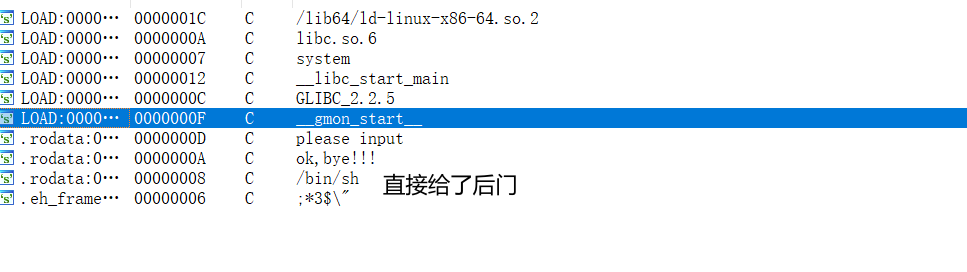 LOAD:0000… 0000001C C /lib64/ld-linux-x86-64.so.2
LOAD:0000… 0000000A C libc.so.6
LOAD:0000… 00000007 C system
LOAD:0000… 00000012 C __libc_start_main
LOAD:0000… 0000000C C GLIBC_2.2.5
LOAD:0000… 0000000F C __gmon_start__
.rodata:0… 0000000D C please input
.rodata:0… 0000000A C ok,bye!!!
.rodata:0… 00000008 C /bin/sh 直接给了后门
.eh_frame… 00000006 C ;*3$\"